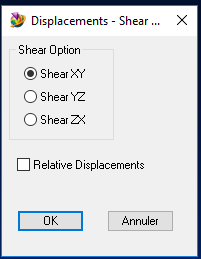 Displacements - Shear ...
Shear Option
Shear XY
Shear YZ
Shear ZX
Relative Displacements
OK
Annuler